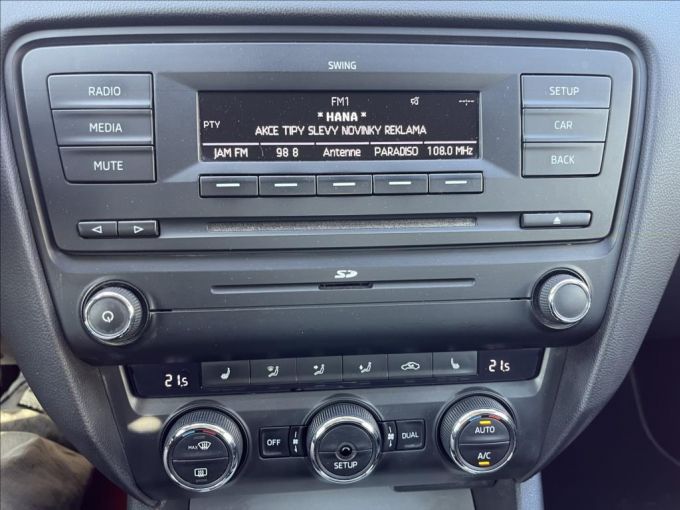 SWING
RADIO
MEDIA
MUTE
FM1
PTY
* HANA *
AKCE TIPY SLEVY NOVINKY REKLAMA
JAM FM 98 8 Antenne PARADISO 108.0 MHz
SETUP
CAR
BACK
SD
21.5
21.5
MAX
OFF
SETUP
DUAL
AUTO
A/C